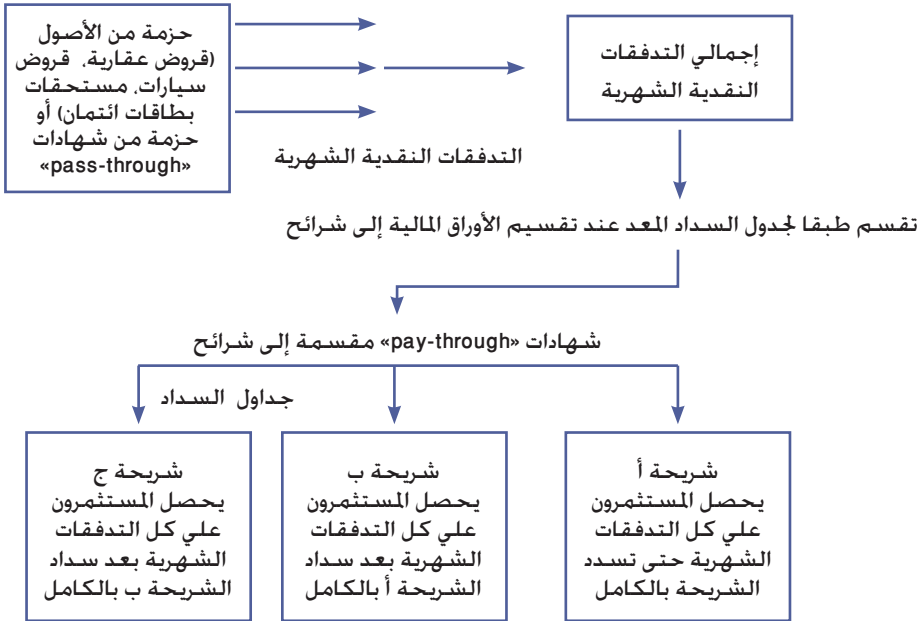 حزمة من الأصول
(قروض عقارية، قروض
سيارات، مستحقات
بطاقات ائتمان) أو
حزمة من شهادات
«pass-through»
إجمالي التدفقات
النقدية الشهرية
التدفقات النقدية الشهرية
تقسم طبقا لجدول السداد المعد عند تقسيم الأوراق المالية إلى شرائح
شهادات «pay-through» مقسمة إلى شرائح
جداول السداد
شريحة أ
يحصل المستثمرون
علي كل التدفقات
الشهرية حتى تسدد
الشريحة بالكامل
شريحة ب
يحصل المستثمرون
علي كل التدفقات
الشهرية بعد سداد
الشريحة أ بالكامل
شريحة ج
يحصل المستثمرون
علي كل التدفقات
الشهرية بعد سداد
الشريحة ب بالكامل